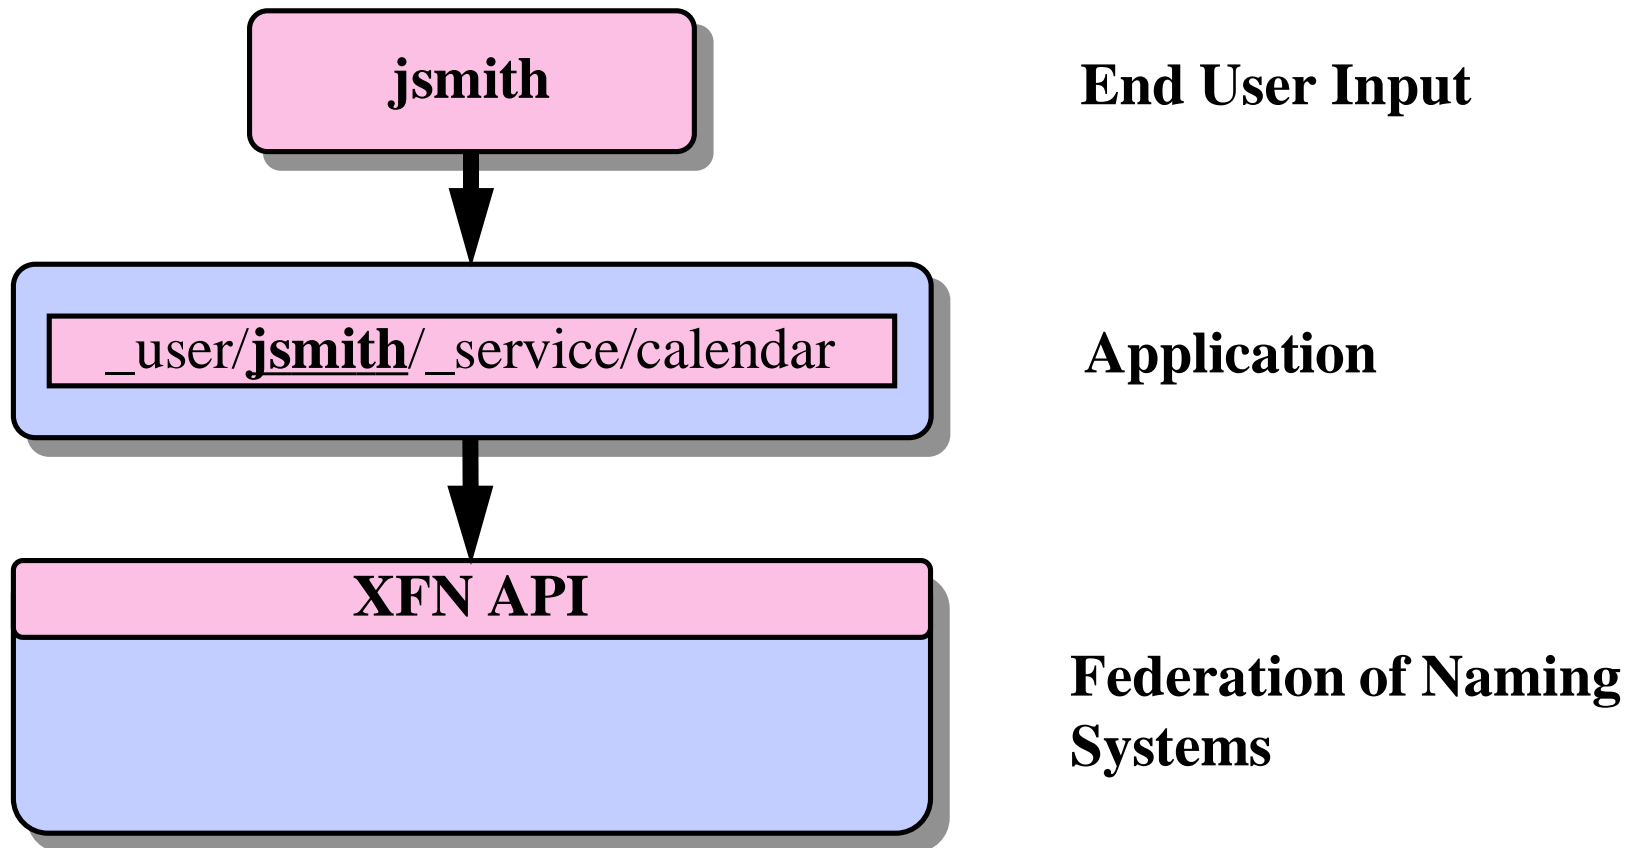 jsmith
End User Input
_user/jsmith/_service/calendar
Application
XFN API
Federation of Naming
Systems